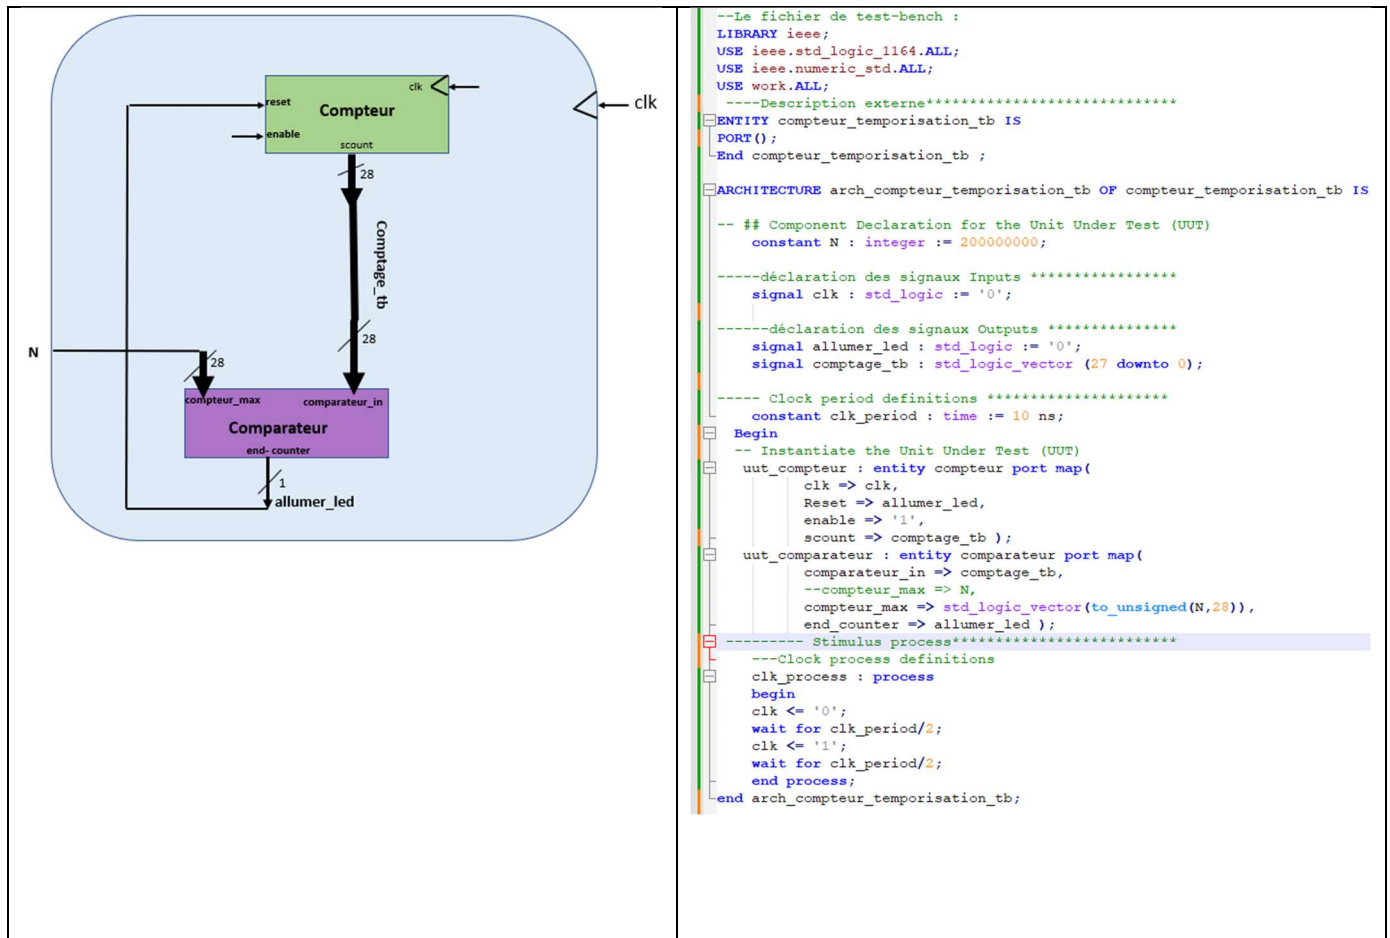 clk
clk
reset
Compteur
enable
scount
28
Comptage_tb
28
N
28
compteur_max
comparateur_in
Comparateur
end- counter
1
allumer_led
--Le fichier de test-bench :
LIBRARY ieee;
USE ieee.std_logic_1164.ALL;
USE ieee.numeric_std.ALL;
USE work.ALL;
----Description externe*****************************
ENTITY compteur_temporisation_tb IS
PORT();
End compteur_temporisation_tb ;
ARCHITECTURE arch_compteur_temporisation_tb OF compteur_temporisation_tb IS
-- ## Component Declaration for the Unit Under Test (UUT)
constant N : integer := 200000000;
-----déclaration des signaux Inputs *****************
signal clk : std_logic := '0';
------déclaration des signaux Outputs ***************
signal allumer_led : std_logic := '0';
signal comptage_tb : std_logic_vector (27 downto 0);
----- Clock period definitions *********************
constant clk_period : time := 10 ns;
Begin
-- Instantiate the Unit Under Test (UUT)
uut_compteur : entity compteur port map(
clk => clk,
Reset => allumer_led,
enable => '1',
scount => comptage_tb );
uut_comparateur : entity comparateur port map(
comparateur_in => comptage_tb,
--compteur_max => N,
compteur_max => std_logic_vector(to_unsigned(N,28)),
end_counter => allumer_led );
--------- Stimulus process**************************
---Clock process definitions
clk_process : process
begin
clk <= '0';
wait for clk_period/2;
clk <= '1';
wait for clk_period/2;
end process;
end arch_compteur_temporisation_tb;